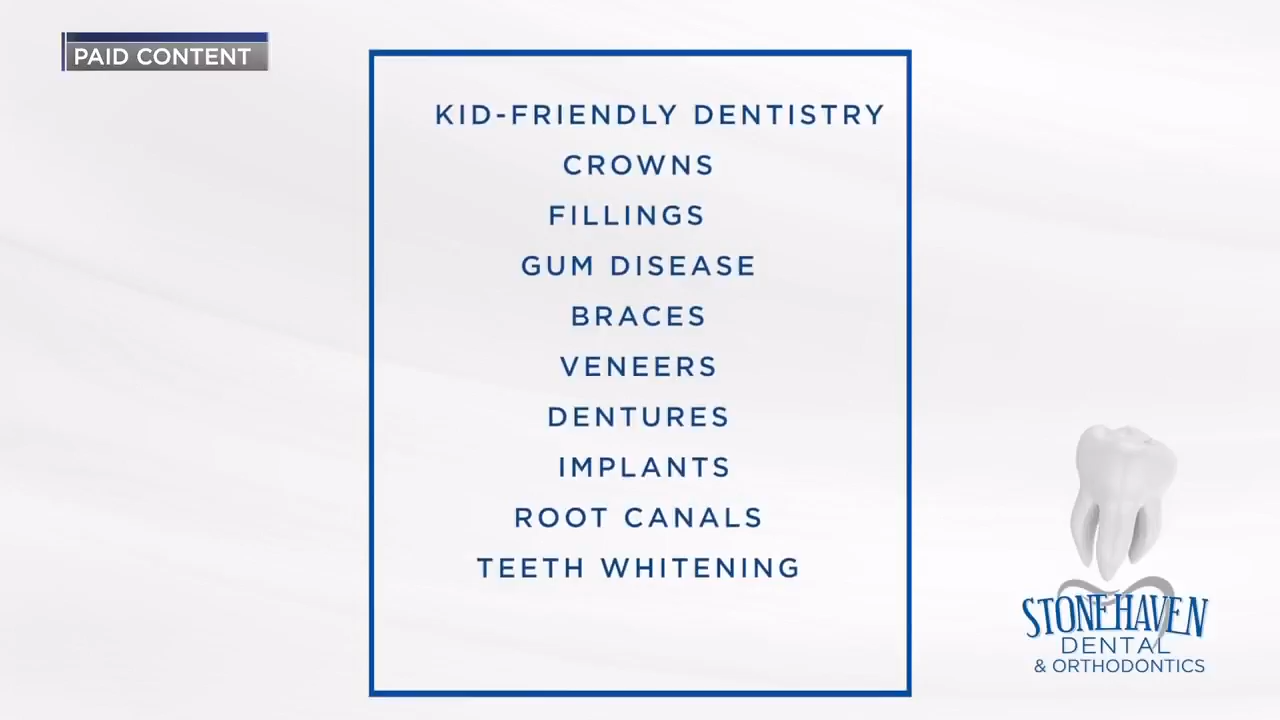 PAID CONTENT
KID-FRIENDLY DENTISTRY
CROWNS
FILLINGS
GUM DISEASE
BRACES
VENEERS
DENTURES
IMPLANTS
ROOT CANALS
TEETH WHITENING
STONEHAVEN
DENTAL
& ORTHODONTICS